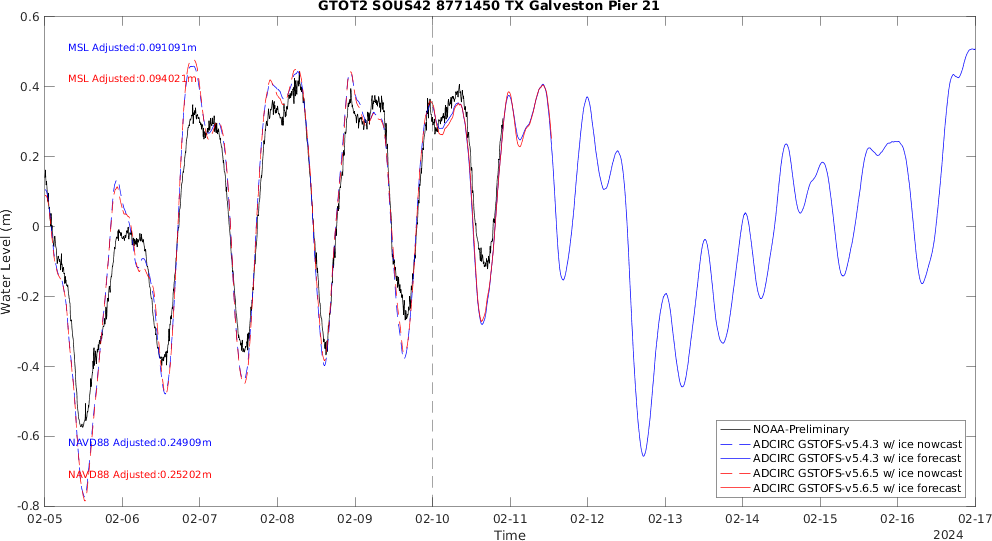 GTOT2 SOUS42 8771450 TX Galveston Pier 21
0.6
0.4
0.2
0
-0.2
-0.4
-0.6
-0.8
Water Level (m)
MSL Adjusted:0.091091m
MSL Adjusted:0.094021m
NAVD88 Adjusted:0.24909m
NAVD88 Adjusted:0.25202m
NOAA-Preliminary
ADCIRC GSTOFS-v5.4.3 w/ ice nowcast
ADCIRC GSTOFS-v5.4.3 w/ ice forecast
ADCIRC GSTOFS-v5.6.5 w/ ice nowcast
ADCIRC GSTOFS-v5.6.5 w/ ice forecast
02-05 02-06 02-07 02-08 02-09 02-10 02-11 02-12 02-13 02-14 02-15 02-16 02-17
Time
2024